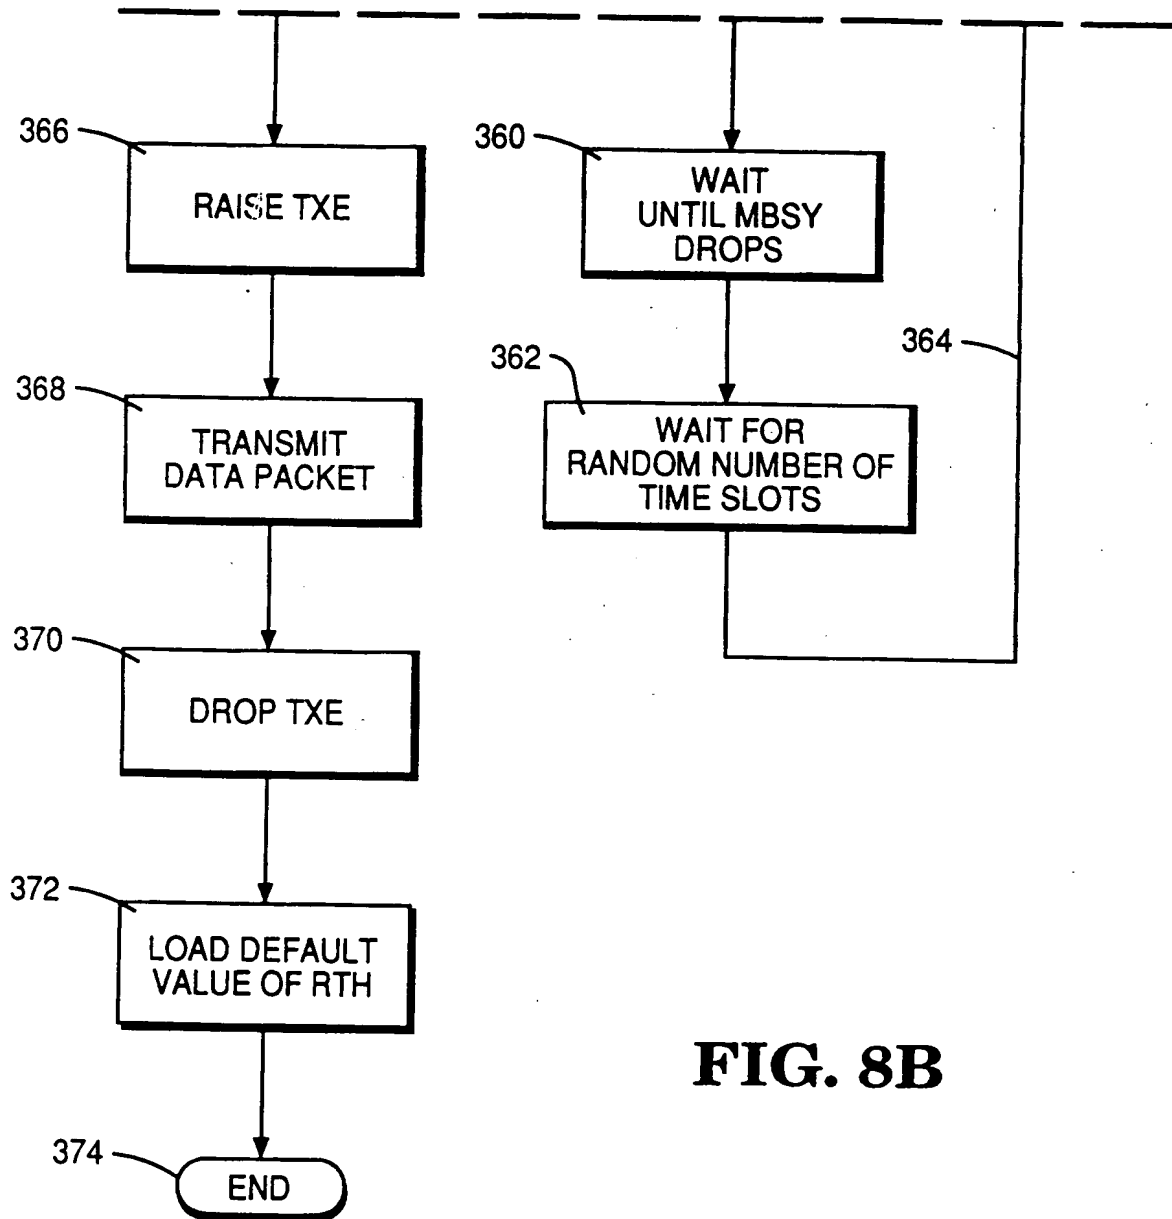 366
RAISE TXE
368
TRANSMIT
DATA PACKET
370
DROP TXE
372
LOAD DEFAULT
VALUE OF RTH
374
END
360
WAIT
UNTIL MBSY
DROPS
362
WAIT FOR
RANDOM NUMBER OF
TIME SLOTS
364
FIG. 8B